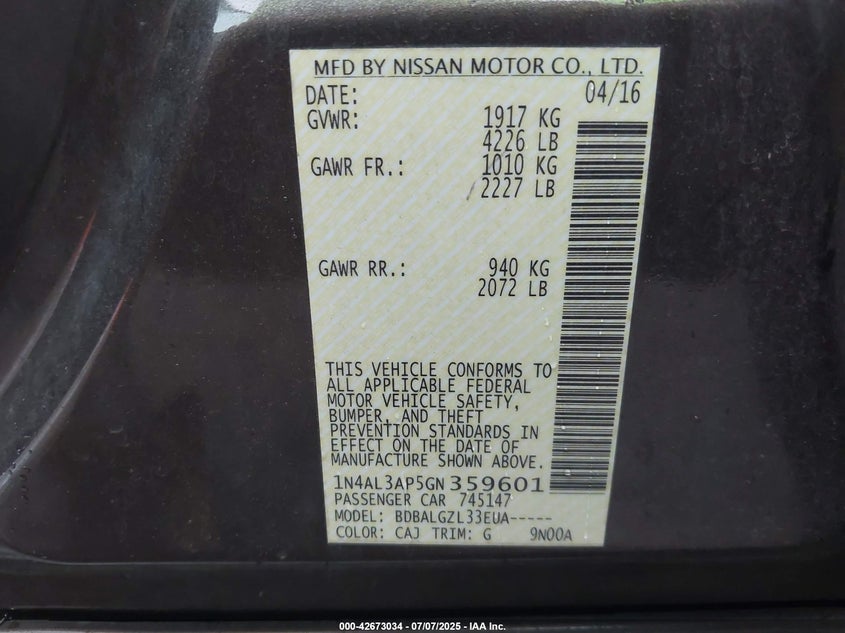 MFD BY NISSAN MOTOR CO., LTD.
DATE: 04/16
GVWR: 1917 KG
4226 LB
GAWR FR.: 1010 KG
2227 LB
GAWR RR.: 940 KG
2072 LB
THIS VEHICLE CONFORMS TO
ALL APPLICABLE FEDERAL
MOTOR VEHICLE SAFETY,
BUMPER, AND THEFT
PREVENTION STANDARDS IN
EFFECT ON THE DATE OF
MANUFACTURE SHOWN ABOVE.
1N4AL3AP5GN359601
PASSENGER CAR 745147
MODEL: BDBALGZL33EUA-----
COLOR: CAJ TRIM: G 9N00A
000-42673034 - 07/07/2025 - IAA Inc.